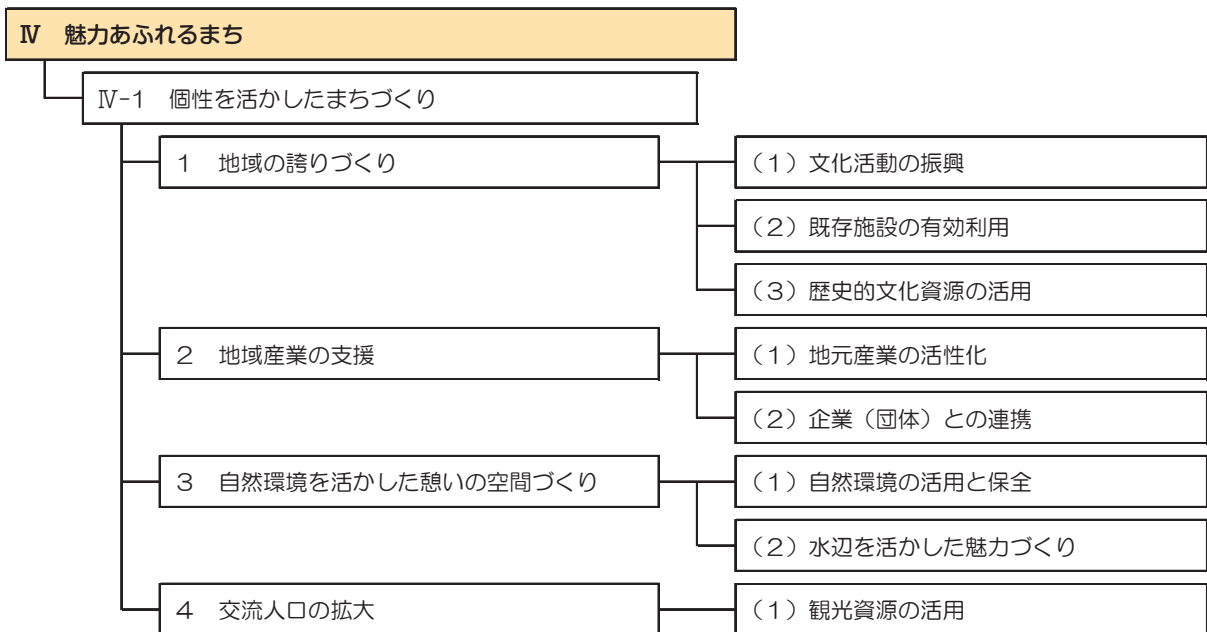 Ⅳ 魅力あふれるまち
Ⅳ-1 個性を活かしたまちづくり
1 地域の誇りづくり
（1）文化活動の振興
（2）既存施設の有効利用
（3）歴史的文化資源の活用
2 地域産業の支援
（1）地元産業の活性化
（2）企業（団体）との連携
3 自然環境を活かした憩いの空間づくり
（1）自然環境の活用と保全
（2）水辺を活かした魅力づくり
4 交流人口の拡大
（1）観光資源の活用